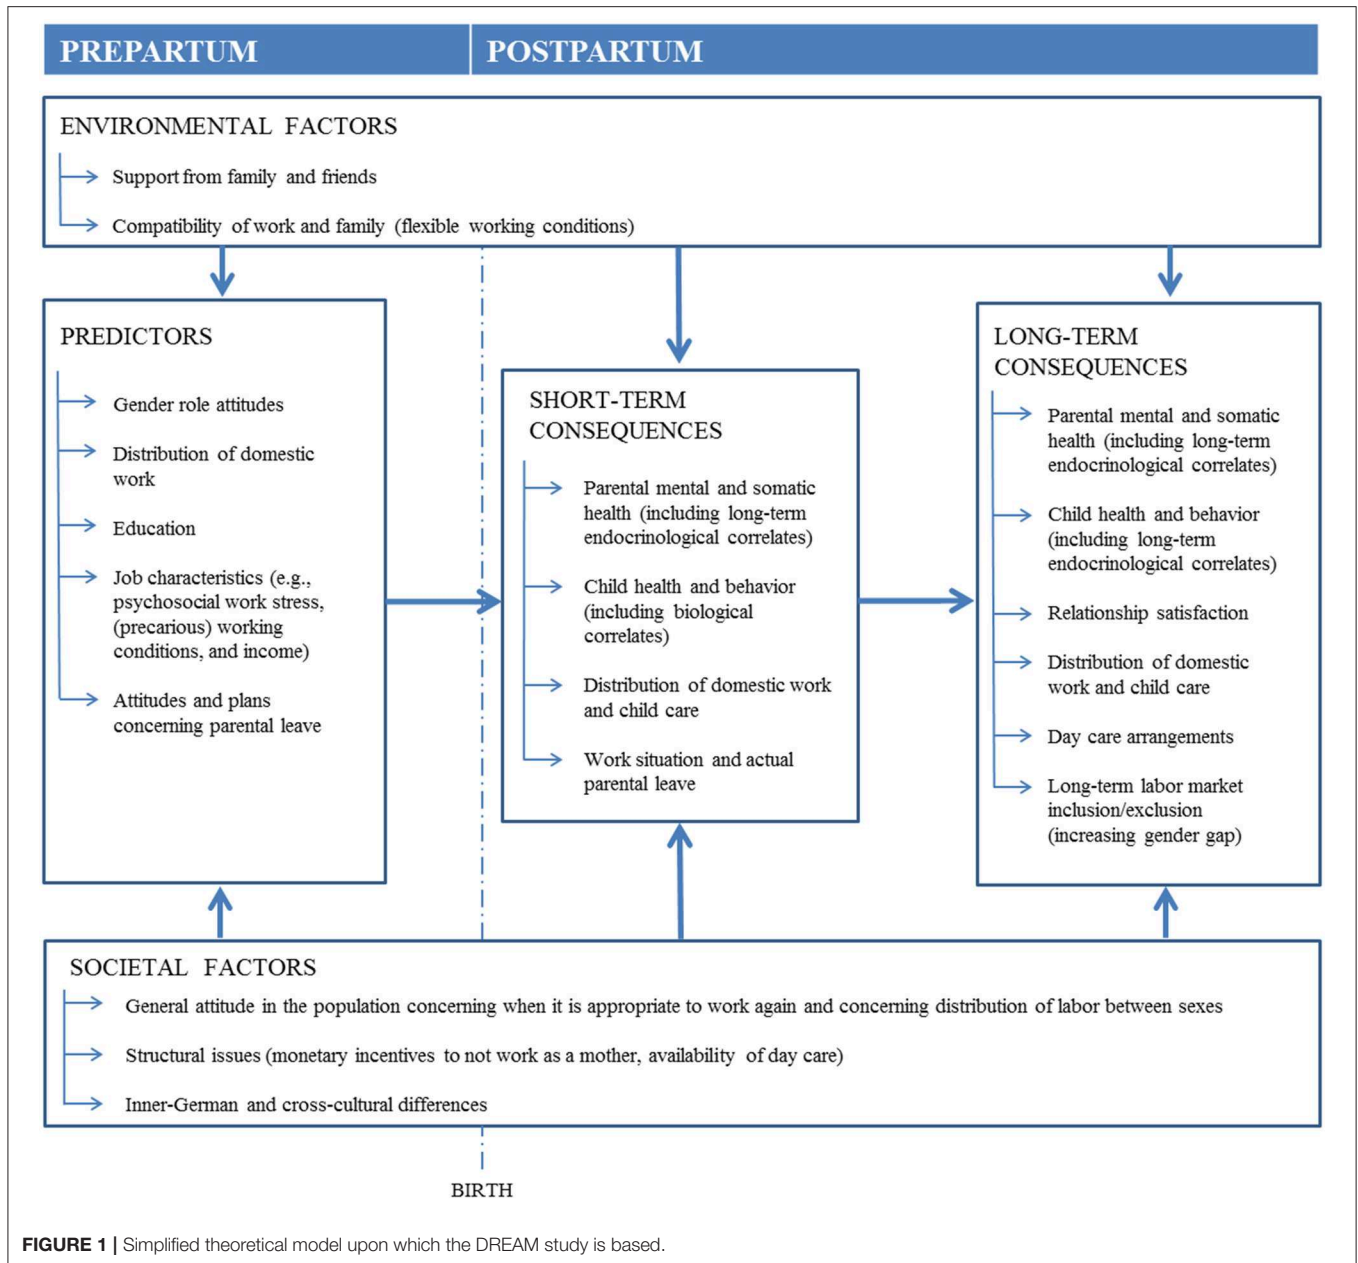 PREPARTUM
POSTPARTUM
ENVIRONMENTAL FACTORS
Support from family and friends
Compatibility of work and family (flexible working conditions)
PREDICTORS
Gender role attitudes
Distribution of domestic
work
Education
Job characteristics (e.g.,
psychosocial work stress,
(precarious) working
conditions, and income)
Attitudes and plans
concerning parental leave
SHORT-TERM
CONSEQUENCES
Parental mental and somatic
health (including long-term
endocrinological correlates)
Child health and behavior
(including biological
correlates)
Distribution of domestic work
and child care
Work situation and actual
parental leave
LONG-TERM
CONSEQUENCES
Parental mental and somatic
health (including long-term
endocrinological correlates)
Child health and behavior
(including long-term
endocrinological correlates)
Relationship satisfaction
Distribution of domestic
work and child care
Day care arrangements
Long-term labor market
inclusion/exclusion
(increasing gender gap)
SOCIETAL FACTORS
General attitude in the population concerning when it is appropriate to work again and concerning distribution of labor between sexes
Structural issues (monetary incentives to not work as a mother, availability of day care)
Inner-German and cross-cultural differences
BIRTH
FIGURE 1 | Simplified theoretical model upon which the DREAM study is based.